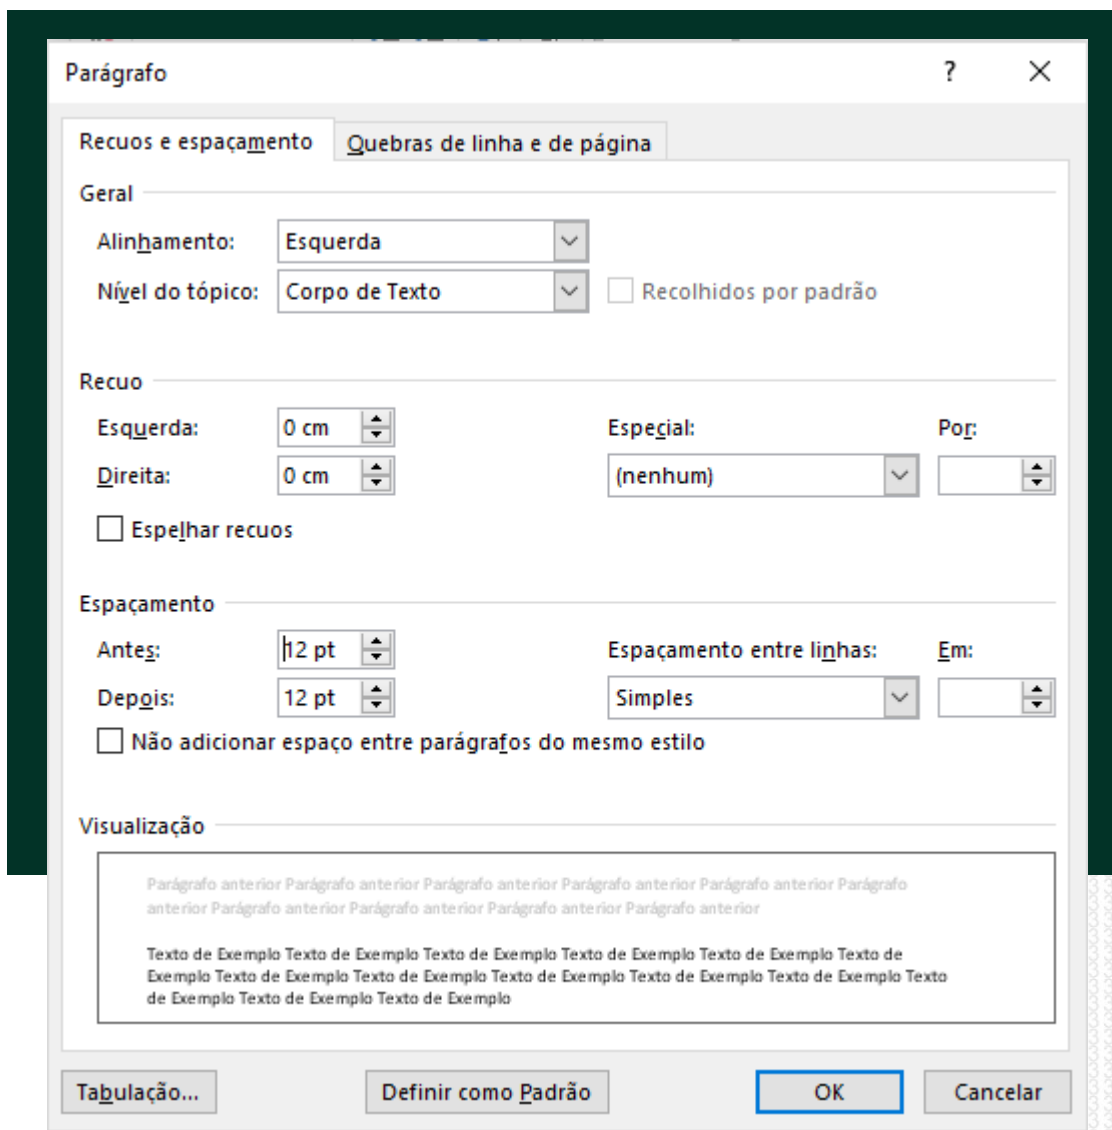 Parágrafo ?
Recuos e espaçamento Quebras de linha e de página
Geral
Alinhamento: Esquerda
Nível do tópico: Corpo de Texto Recolhidos por padrão
Recuo
Esquerda: 0 cm Especial: Por:
Direita: 0 cm (nenhum)
Espelhar recuos
Espaçamento
Antes: 12 pt Espaçamento entre linhas: Em:
Depois: 12 pt Simples
Não adicionar espaço entre parágrafos do mesmo estilo
Visualização
Parágrafo anterior Parágrafo anterior Parágrafo anterior Parágrafo anterior Parágrafo anterior Parágrafo
anterior Parágrafo anterior Parágrafo anterior Parágrafo anterior Parágrafo anterior
Texto de Exemplo Texto de Exemplo Texto de Exemplo Texto de Exemplo Texto de Exemplo Texto de
Exemplo Texto de Exemplo Texto de Exemplo Texto de Exemplo Texto de Exemplo Texto de Exemplo Texto
de Exemplo Texto de Exemplo Texto de Exemplo
Tabulação... Definir como Padrão OK Cancelar